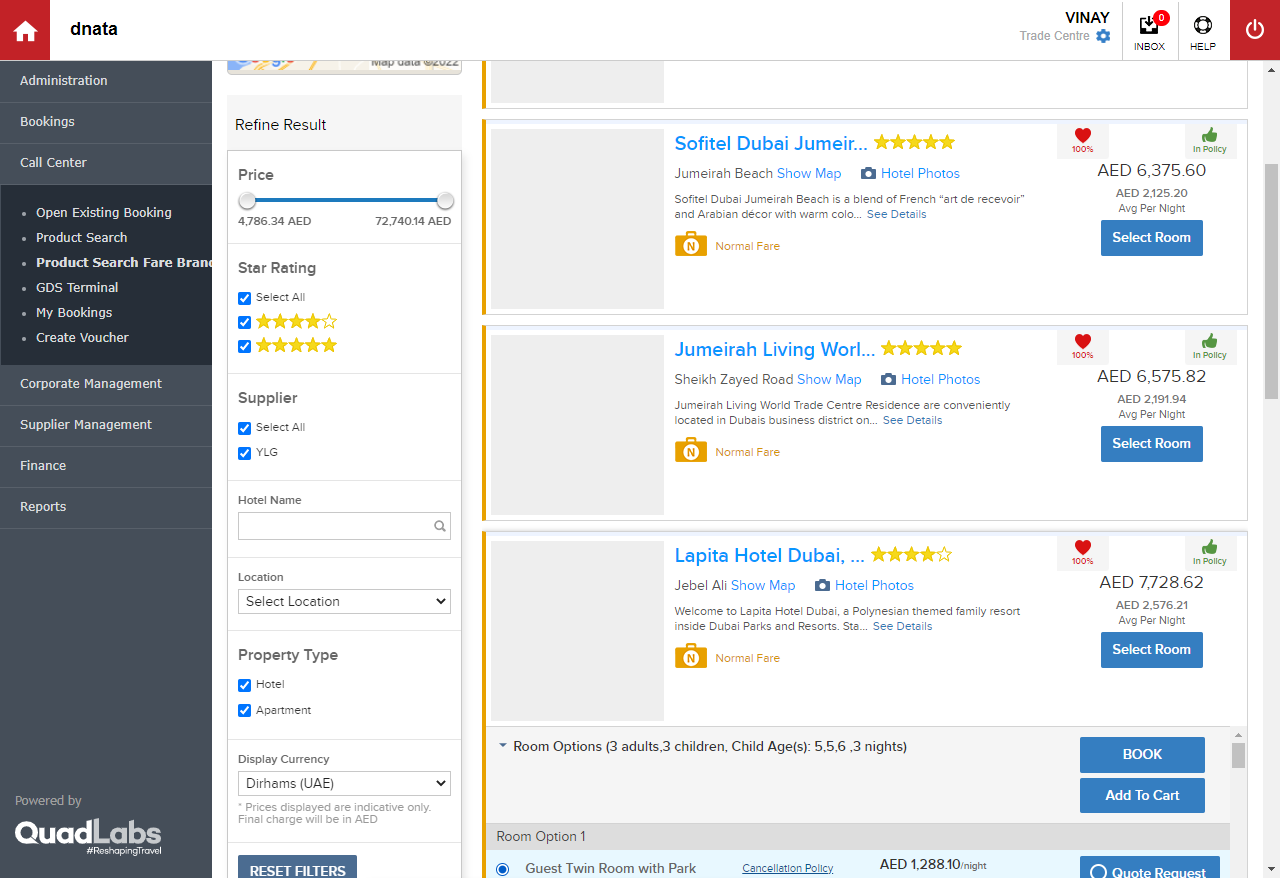 dnata
VINAY
Trade Centre
0
INBOX
HELP
Administration
Bookings
Call Center
Open Existing Booking
Product Search
Product Search Fare Brand
GDS Terminal
My Bookings
Create Voucher
Corporate Management
Supplier Management
Finance
Reports
Powered by
QuadLabs
#ReshapingTravel
Map data ©2022
Refine Result
Price
4,786.34 AED 72,740.14 AED
Star Rating
Select All
Supplier
Select All
YLG
Hotel Name
Location
Select Location
Property Type
Hotel
Apartment
Display Currency
Dirhams (UAE)
* Prices displayed are indicative only.
Final charge will be in AED
RESET FILTERS
Sofitel Dubai Jumeir...
100%
In Policy
Jumeirah Beach Show Map Hotel Photos
Sofitel Dubai Jumeirah Beach is a blend of French “art de recevoir”
and Arabian décor with warm colo... See Details
N Normal Fare
AED 6,375.60
AED 2,125.20
Avg Per Night
Select Room
Jumeirah Living Worl...
100%
In Policy
Sheikh Zayed Road Show Map Hotel Photos
Jumeirah Living World Trade Centre Residence are conveniently
located in Dubais business district on... See Details
N Normal Fare
AED 6,575.82
AED 2,191.94
Avg Per Night
Select Room
Lapita Hotel Dubai, ...
100%
In Policy
Jebel Ali Show Map Hotel Photos
Welcome to Lapita Hotel Dubai, a Polynesian themed family resort
inside Dubai Parks and Resorts. Sta... See Details
N Normal Fare
AED 7,728.62
AED 2,576.21
Avg Per Night
Select Room
Room Options (3 adults,3 children, Child Age(s): 5,5,6 ,3 nights)
BOOK
Add To Cart
Room Option 1
Guest Twin Room with Park Cancellation Policy AED 1,288.10/night
Quote Request